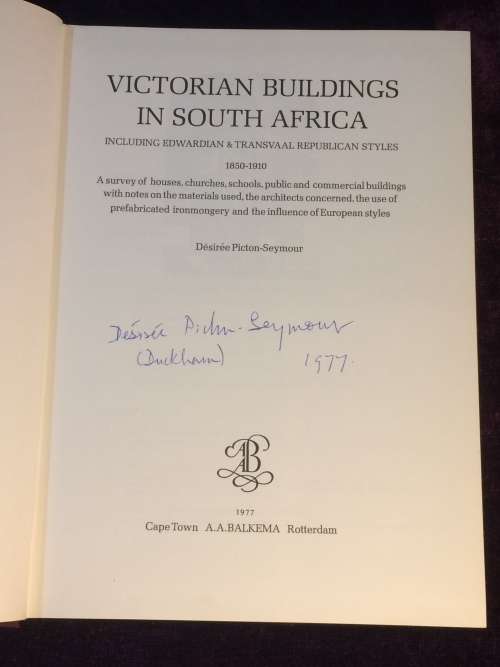 VICTORIAN BUILDINGS
IN SOUTH AFRICA
INCLUDING EDWARDIAN & TRANSVAAL REPUBLICAN STYLES
1850-1910
A survey of houses, churches, schools, public and commercial buildings
with notes on the materials used, the architects concerned, the use of
prefabricated ironmongery and the influence of European styles
Désirée Picton-Seymour
Désirée Picton-Seymour
(Duckham) 1977.
AAB
1977
Cape Town A.A.BALKEMA Rotterdam